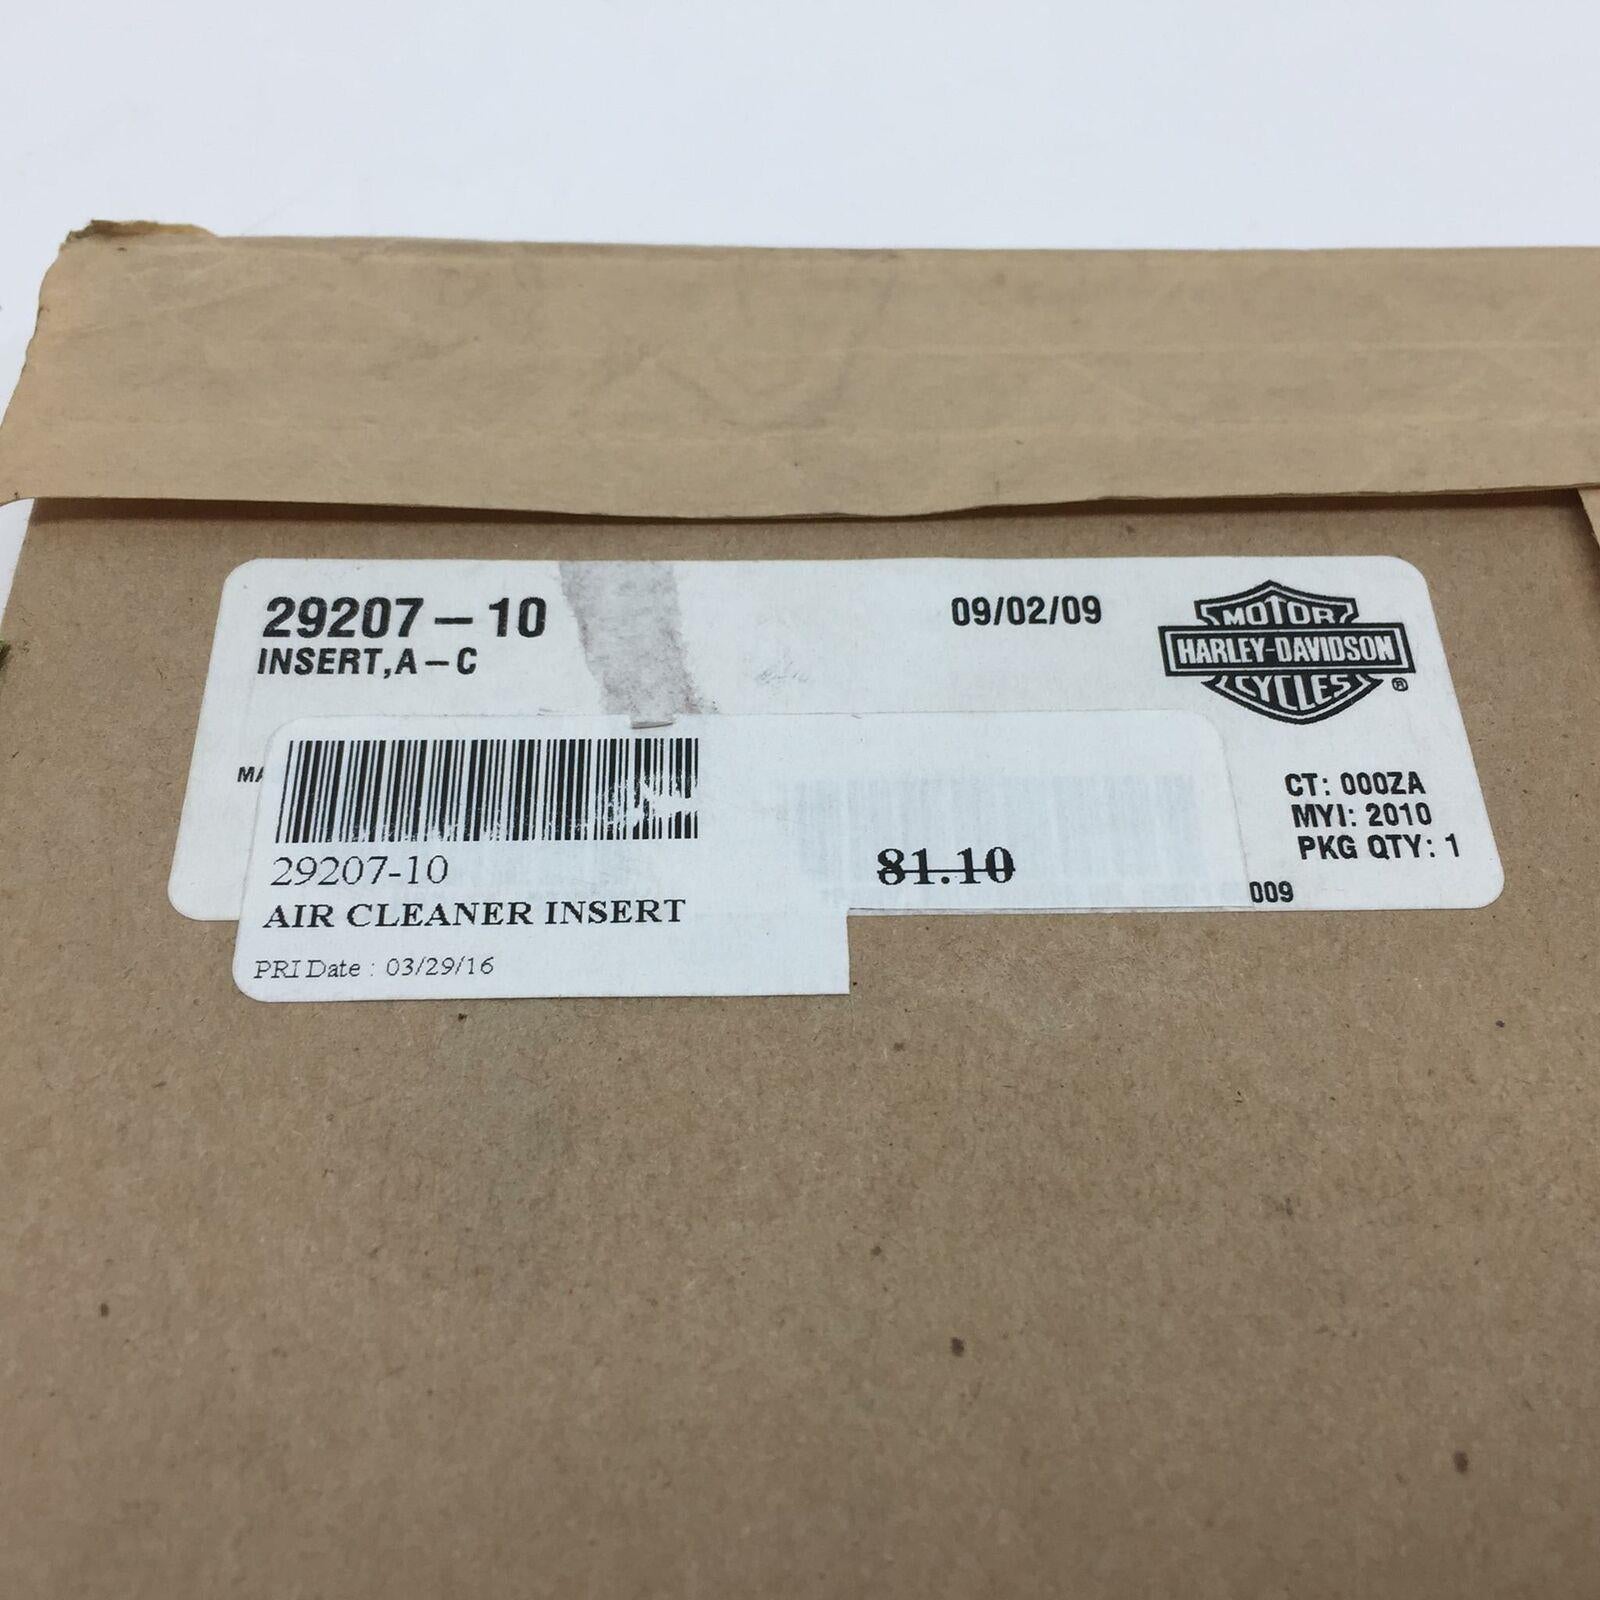 29207-10
INSERT,A-C
09/02/09
MOTOR
HARLEY-DAVIDSON
CYCLES
®
CT: 000ZA
MYI: 2010
PKG QTY: 1
29207-10
AIR CLEANER INSERT
PRI Date : 03/29/16
81.10